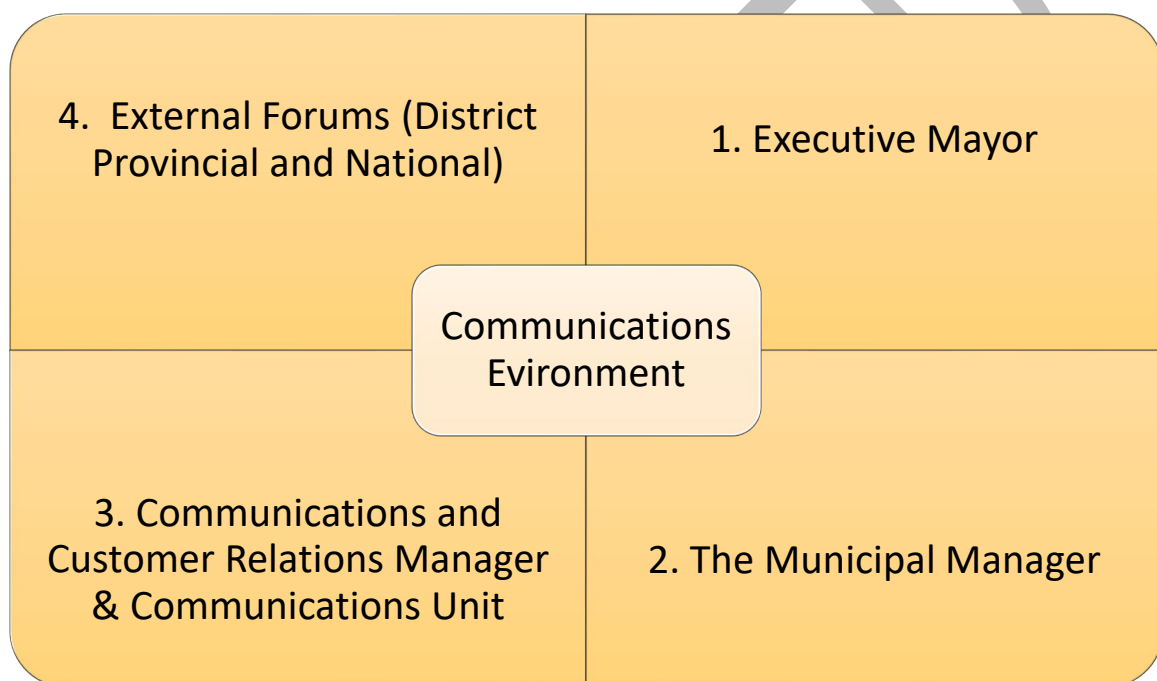 4. External Forums (District
Provincial and National)
1. Executive Mayor
Communications
Evironment
3. Communications and
Customer Relations Manager
& Communications Unit
2. The Municipal Manager